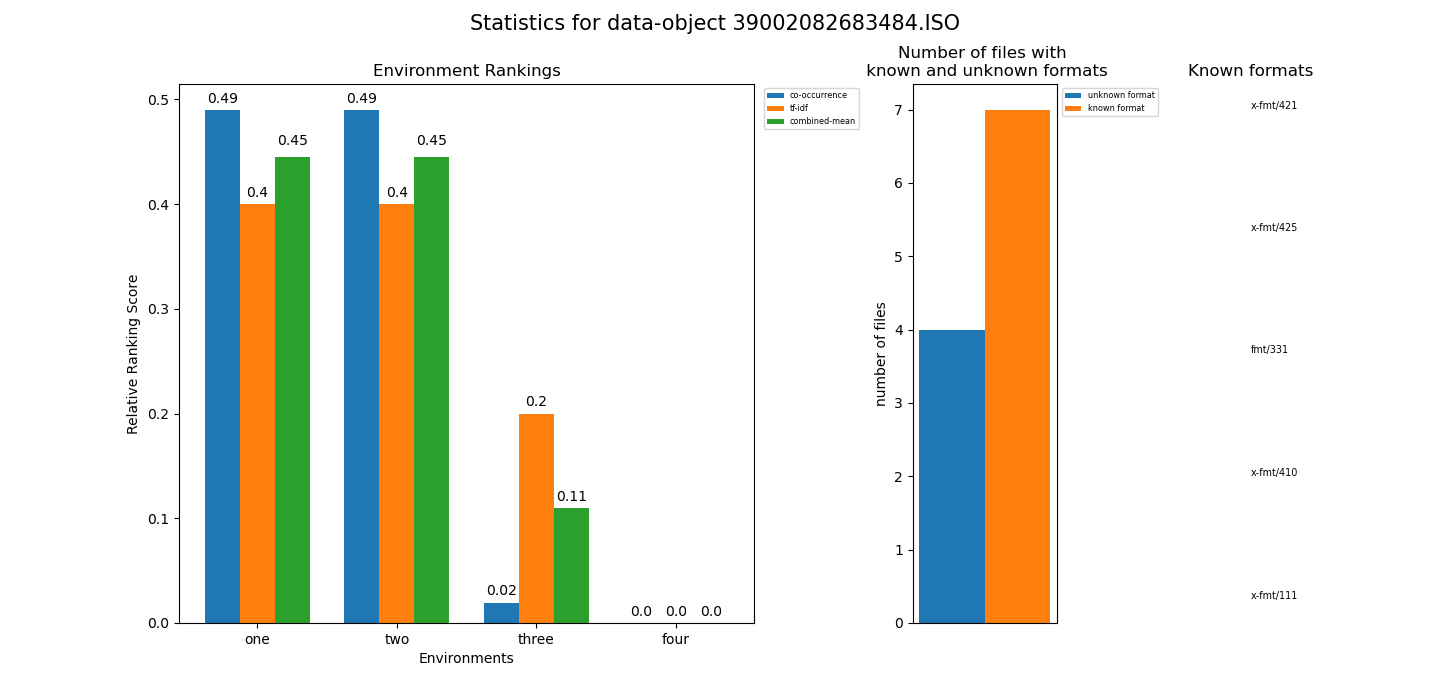 Statistics for data-object 39002082683484.ISO
Environment Rankings
0.5
0.4
0.3
0.2
0.1
0.0
Relative Ranking Score
0.49
0.4
0.45
0.49
0.4
0.45
0.02
0.2
0.11
0.0
0.0
0.0
one
two
three
four
Environments
co-occurrence
tf-idf
combined-mean
Number of files with
known and unknown formats
7
6
5
4
3
2
1
0
number of files
unknown format
known format
Known formats
x-fmt/421
x-fmt/425
fmt/331
x-fmt/410
x-fmt/111